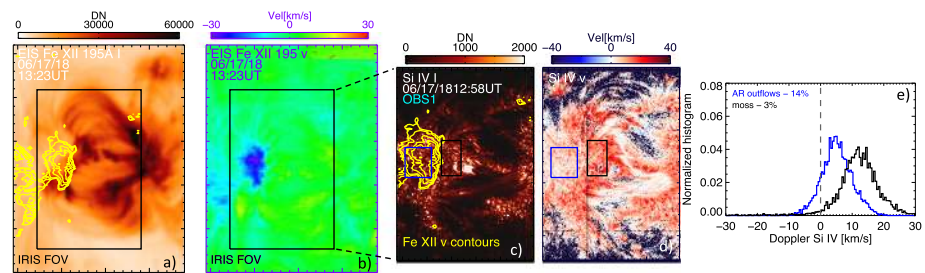 DN
0 30000 60000
EIS Fe XII 195A I
06/17/18
13:23UT
IRIS FOV
a)
Vel[km/s]
-30 0 30
EIS Fe XII 195 v
06/17/18
13:23UT
IRIS FOV
b)
DN
0 1000 2000
Si IV I
06/17/1812:58UT
OBS1
Fe XII v contours
c)
Vel[km/s]
-40 0 40
Si IV v
d)
e)
AR outflows ~ 14%
moss ~ 3%
Normalized histogram
0.08
0.06
0.04
0.02
0.00
-30 -20 -10 0 10 20 30
Doppler Si IV [km/s]